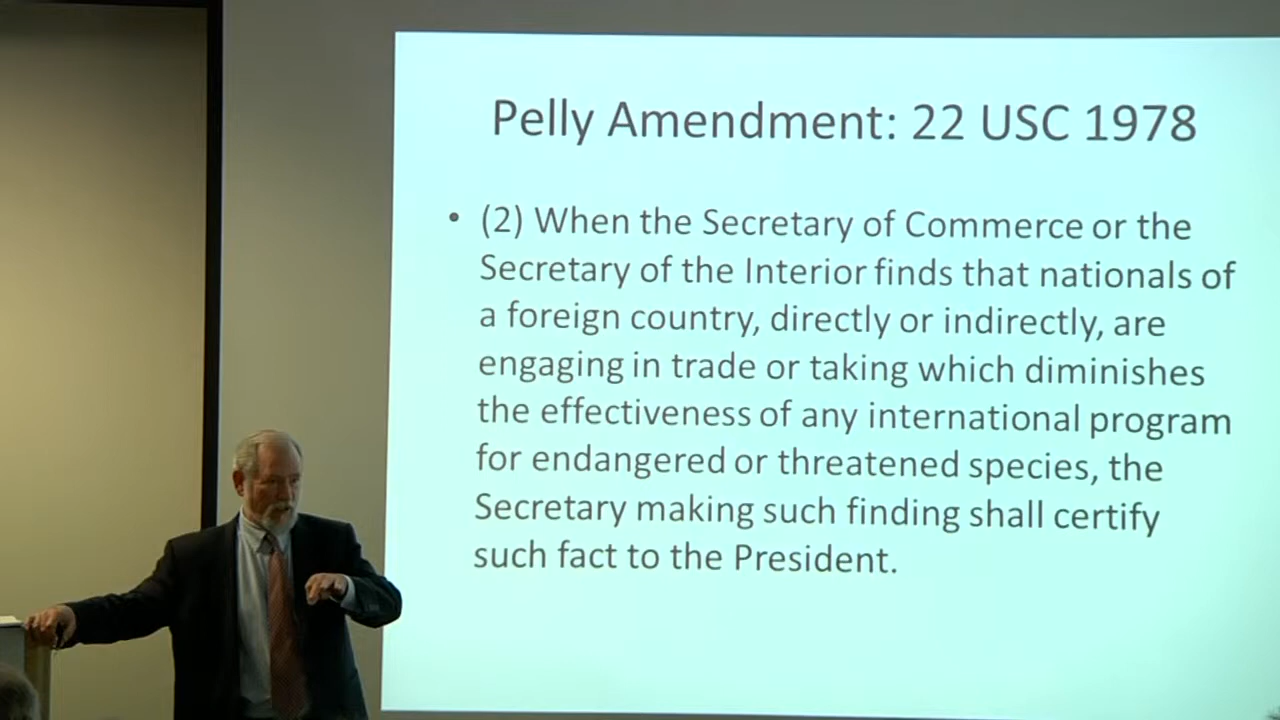 Pelly Amendment: 22 USC 1978
• (2) When the Secretary of Commerce or the
Secretary of the Interior finds that nationals of
a foreign country, directly or indirectly, are
engaging in trade or taking which diminishes
the effectiveness of any international program
for endangered or threatened species, the
Secretary making such finding shall certify
such fact to the President.